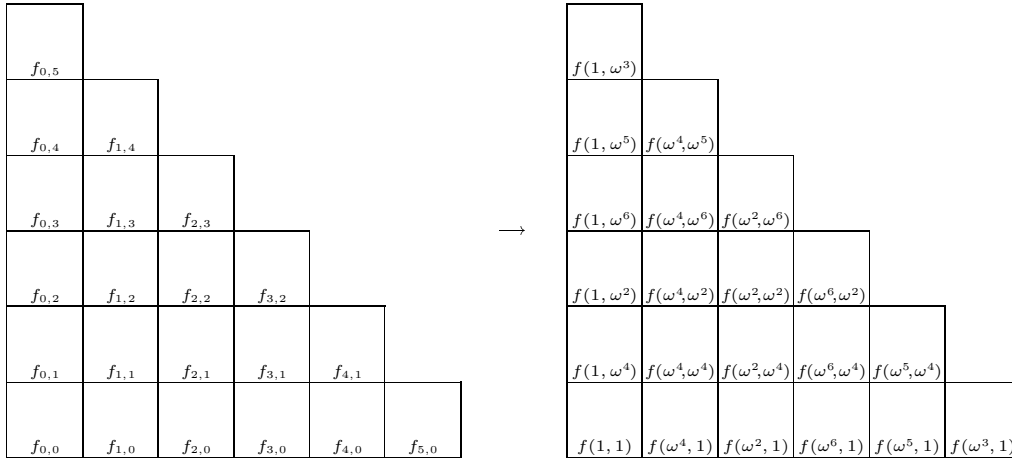 f_{0,5} f(1, ω^3)
f_{0,4} f_{1,4} f(1, ω^5) f(ω^4, ω^5)
f_{0,3} f_{1,3} f_{2,3} → f(1, ω^6) f(ω^4, ω^6) f(ω^2, ω^6)
f_{0,2} f_{1,2} f_{2,2} f_{3,2} f(1, ω^2) f(ω^4, ω^2) f(ω^2, ω^2) f(ω^6, ω^2)
f_{0,1} f_{1,1} f_{2,1} f_{3,1} f_{4,1} f(1, ω^4) f(ω^4, ω^4) f(ω^2, ω^4) f(ω^6, ω^4) f(ω^5, ω^4)
f_{0,0} f_{1,0} f_{2,0} f_{3,0} f_{4,0} f_{5,0} f(1, 1) f(ω^4, 1) f(ω^2, 1) f(ω^6, 1) f(ω^5, 1) f(ω^3, 1)